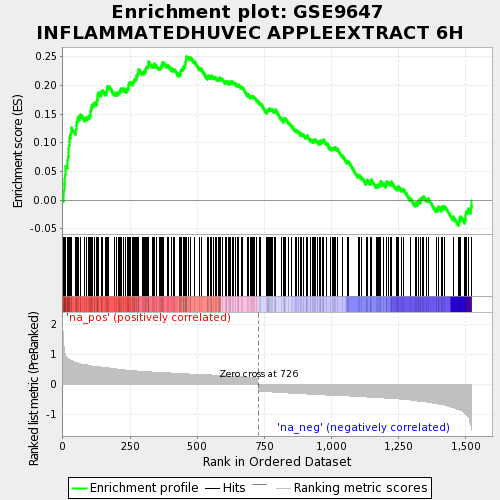 Enrichment plot: GSE9647
INFLAMMATEDHUVEC APPLEEXTRACT 6H
Enrichment score (ES)
0.25
0.20
0.15
0.10
0.05
0.00
-0.05
'na_pos' (positively correlated)
Ranked list metric (PreRanked)
2
1
0
-1
Zero cross at 726
'na_neg' (negatively correlated)
0
250
500
750
1,000
1,250
1,500
Rank in Ordered Dataset
Enrichment profile
Hits
Ranking metric scores